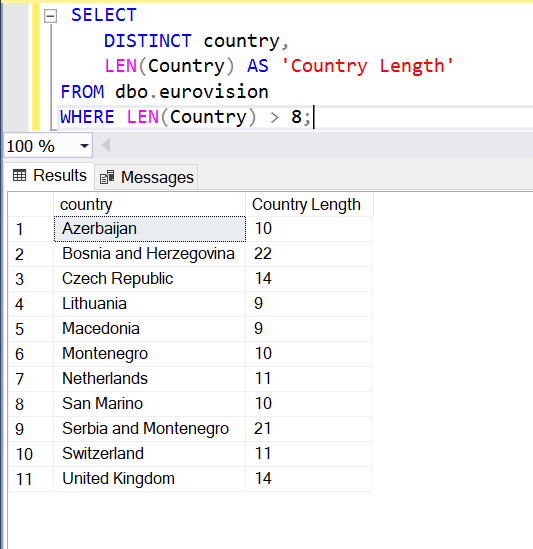 SELECT
DISTINCT country,
LEN(Country) AS 'Country Length'
FROM dbo.eurovision
WHERE LEN(Country) > 8;
100 %
Results Messages
country Country Length
1 Azerbaijan 10
2 Bosnia and Herzegovina 22
3 Czech Republic 14
4 Lithuania 9
5 Macedonia 9
6 Montenegro 10
7 Netherlands 11
8 San Marino 10
9 Serbia and Montenegro 21
10 Switzerland 11
11 United Kingdom 14